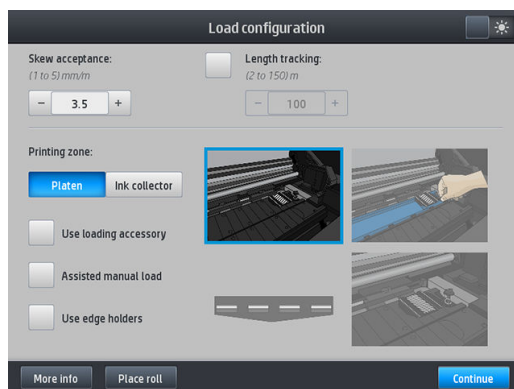 Load configuration
Skew acceptance:
(1 to 5) mm/m
- 3.5 +
Length tracking:
(2 to 150) m
- 100 +
Printing zone:
Platen Ink collector
Use loading accessory
Assisted manual load
Use edge holders
More info Place roll Continue